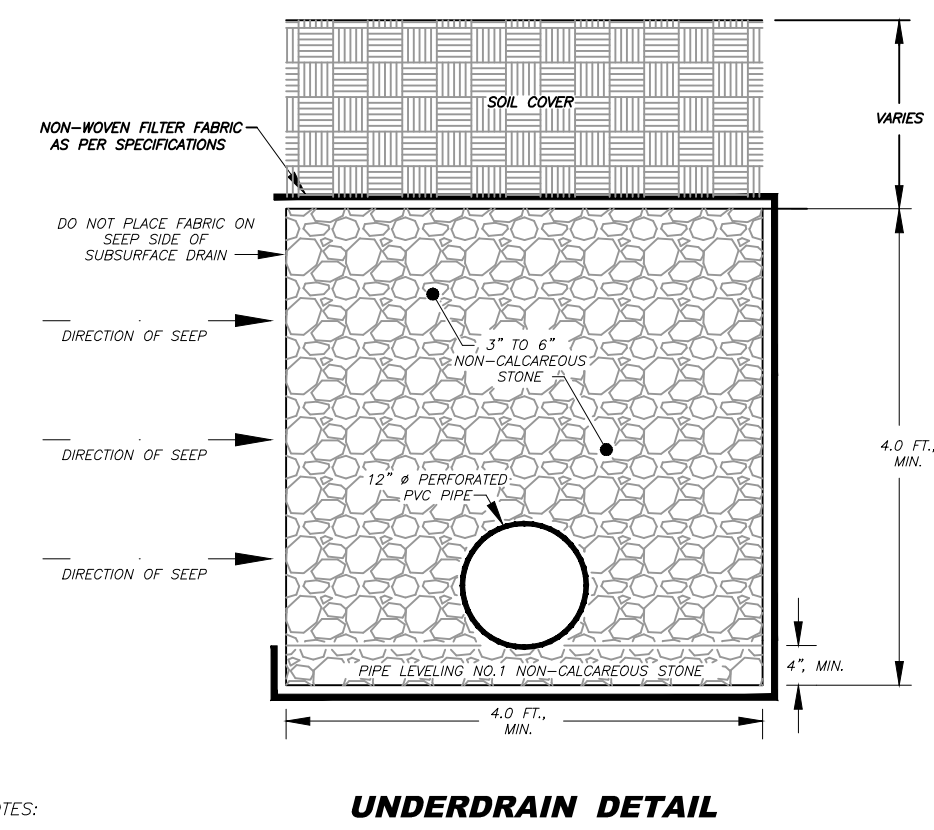 SOIL COVER
NON-WOVEN FILTER FABRIC
AS PER SPECIFICATIONS
VARIES
DO NOT PLACE FABRIC ON
SEEP SIDE OF
SUBSURFACE DRAIN
DIRECTION OF SEEP
3" TO 6"
NON-CALCAREOUS
STONE
DIRECTION OF SEEP
4.0 FT.,
MIN.
12" Ø PERFORATED
PVC PIPE
DIRECTION OF SEEP
PIPE LEVELING NO.1 NON-CALCAREOUS STONE
4", MIN.
4.0 FT.,
MIN.
OTES:
UNDERDRAIN DETAIL